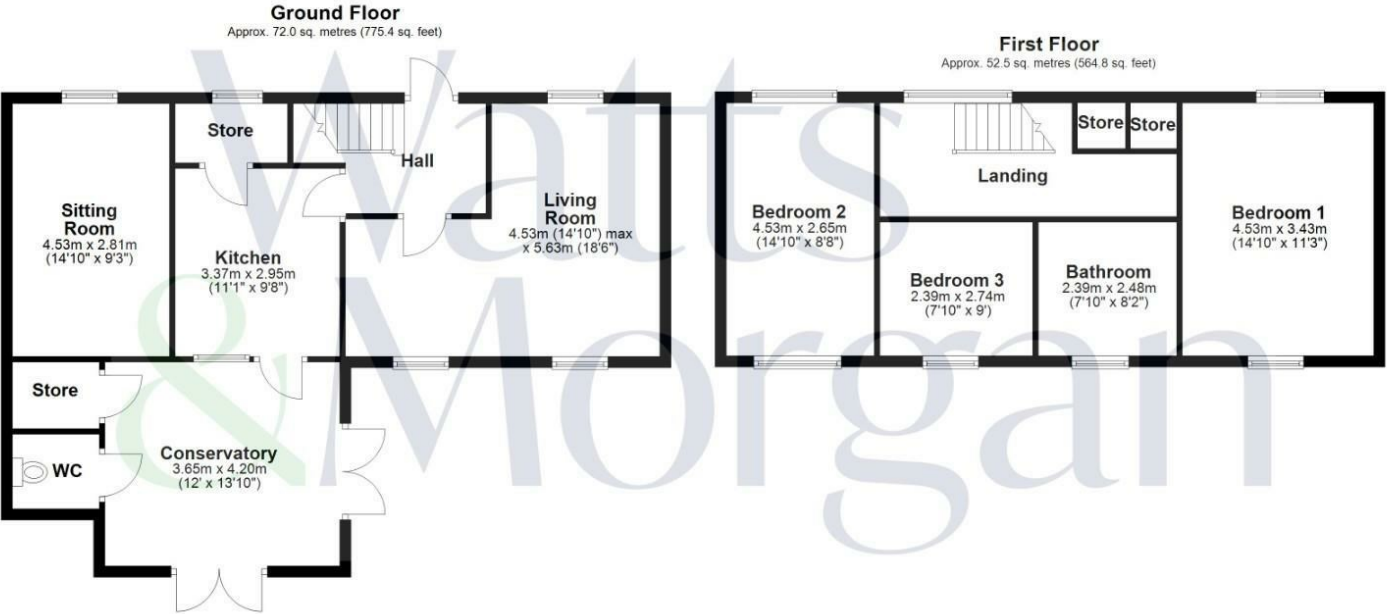 Ground Floor
Approx. 72.0 sq. metres (775.4 sq. feet)
Store
Hall
Sitting
Room
4.53m x 2.81m
(14'10" x 9'3")
Kitchen
3.37m x 2.95m
(11'1" x 9'8")
Living
Room
4.53m (14'10") max
x 5.63m (18'6")
Store
WC
Conservatory
3.65m x 4.20m
(12' x 13'10")
First Floor
Approx. 52.5 sq. metres (564.8 sq. feet)
Store
Store
Landing
Bedroom 2
4.53m x 2.65m
(14'10" x 8'8")
Bedroom 1
4.53m x 3.43m
(14'10" x 11'3")
Bedroom 3
2.39m x 2.74m
(7'10" x 9')
Bathroom
2.39m x 2.48m
(7'10" x 8'2")
Watts
&Morgan